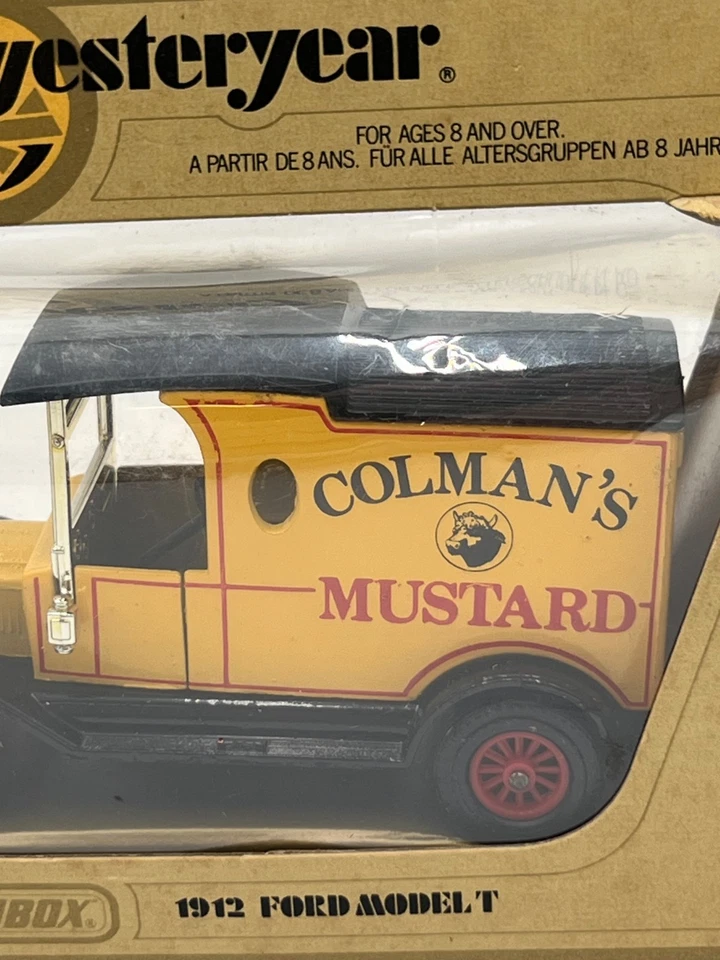 yesteryear®
FOR AGES 8 AND OVER.
A PARTIR DE 8 ANS. FÜR ALLE ALTERSGRUPPEN AB 8 JAHR
COLMAN'S
MUSTARD
BOX®
1912 FORD MODEL T